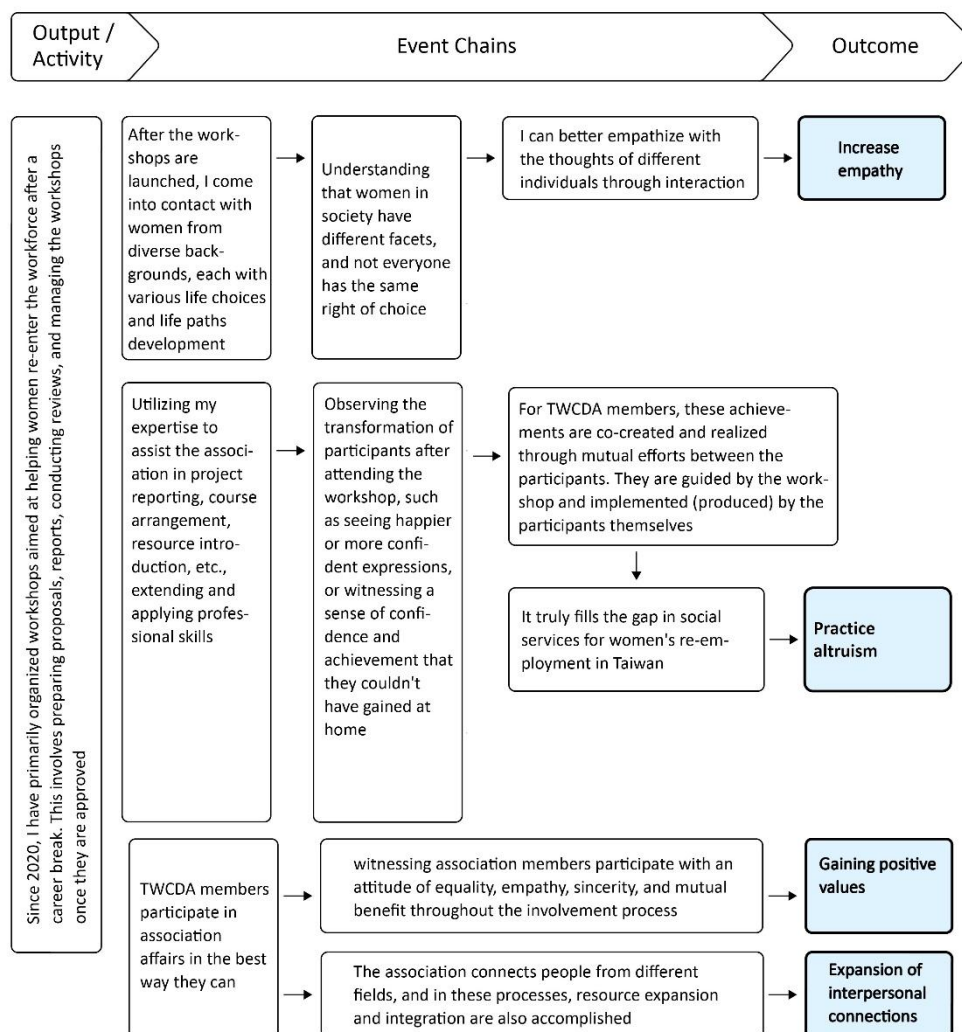 Output /
Activity
Event Chains
Outcome
Since 2020, I have primarily organized workshops aimed at helping women re-enter the workforce after a
career break. This involves preparing proposals, reports, conducting reviews, and managing the workshops
once they are approved
After the work-
shops are
launched, I come
into contact with
women from
diverse back-
grounds, each with
various life choices
and life paths
development
Understanding
that women in
society have
different facets,
and not everyone
has the same
right of choice
I can better empathize with
the thoughts of different
individuals through interaction
Increase
empathy
Utilizing my
expertise to
assist the associ-
ation in project
reporting, course
arrangement,
resource intro-
duction, etc.,
extending and
applying profes-
sional skills
Observing the
transformation of
participants after
attending the
workshop, such
as seeing happier
or more confi-
dent expressions,
or witnessing a
sense of confi-
dence and
achievement that
they couldn't
have gained at
home
For TWCDA members, these achieve-
ments are co-created and realized
through mutual efforts between the
participants. They are guided by the work-
shop and implemented (produced) by the
participants themselves
It truly fills the gap in social
services for women's re-em-
ployment in Taiwan
Practice
altruism
TWCDA members
participate in
association
affairs in the best
way they can
witnessing association members participate with an
attitude of equality, empathy, sincerity, and mutual
benefit throughout the involvement process
Gaining positive
values
The association connects people from different
fields, and in these processes, resource expansion
and integration are also accomplished
Expansion of
interpersonal
connections